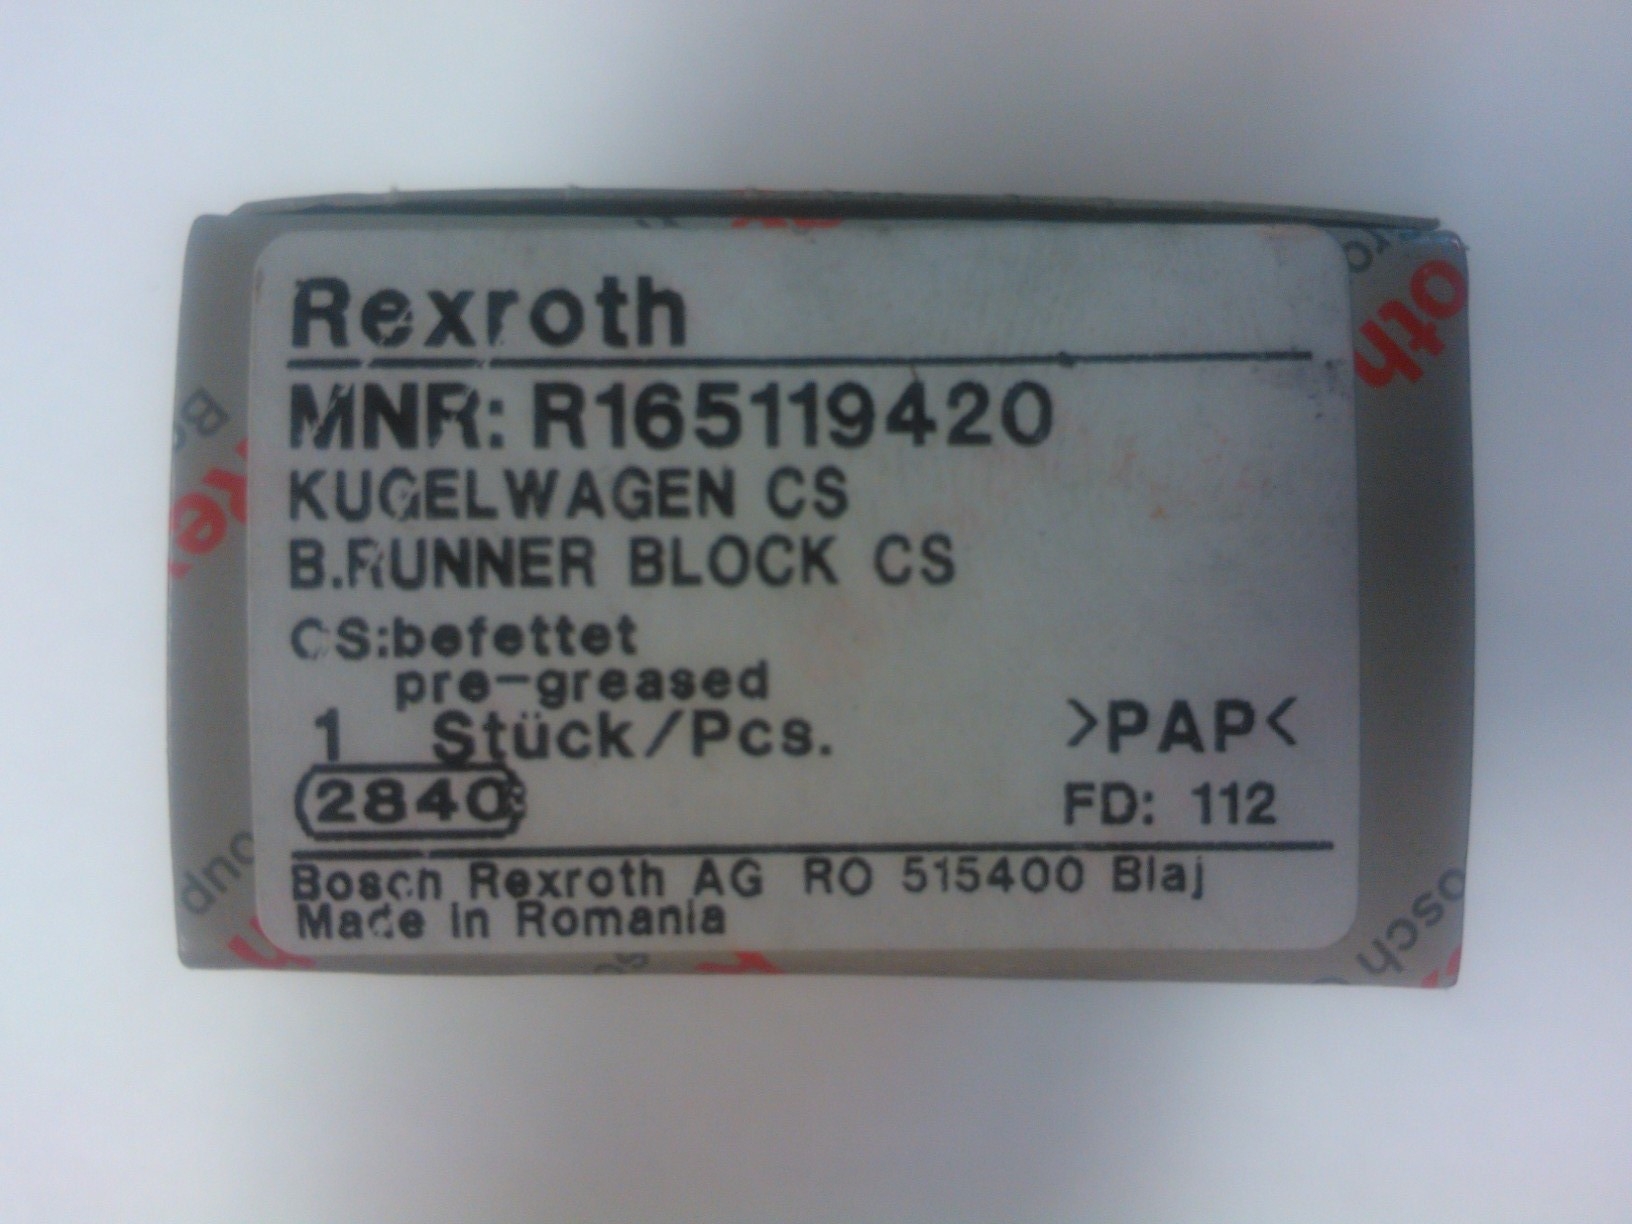 Rexroth
MNR: R165119420
KUGELWAGEN CS
B.RUNNER BLOCK CS
CS:befettet
pre-greased
1 Stück/Pcs.
>PAP<
2840
FD: 112
Bosch Rexroth AG RO 515400 Blaj
Made in Romania